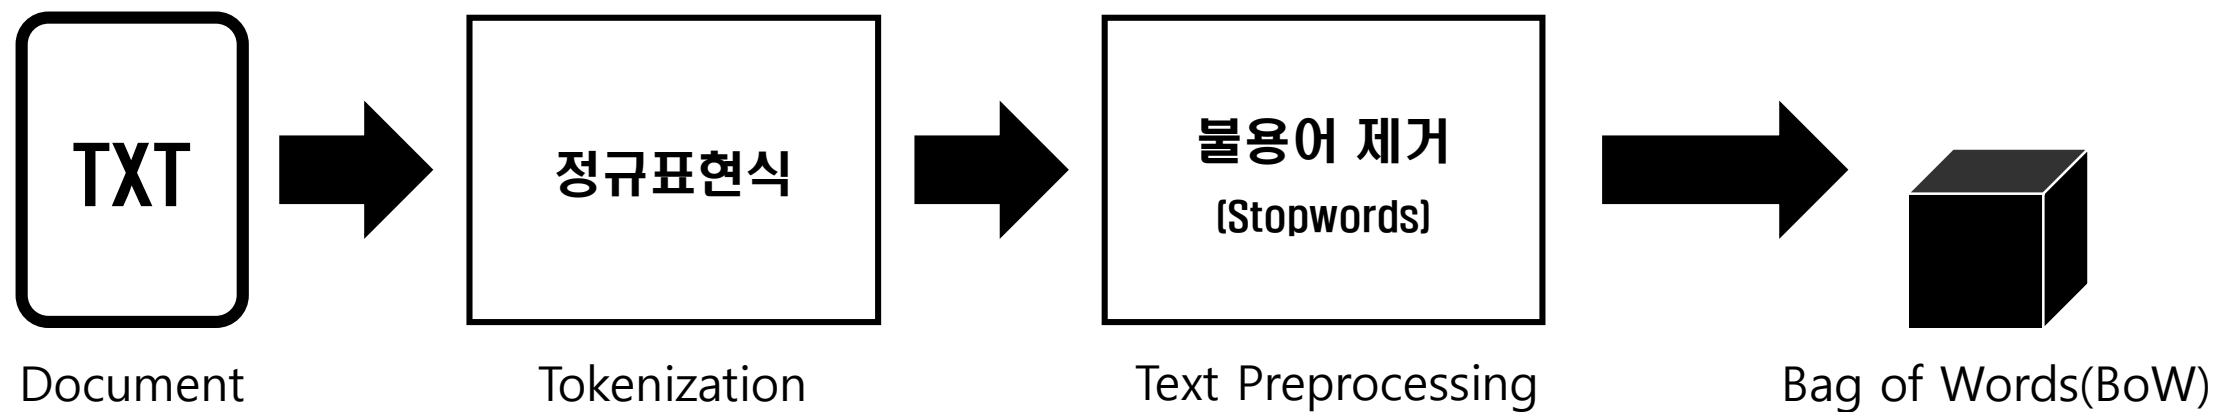 TXT
정규표현식
불용어 제거
(Stopwords)
Document
Tokenization
Text Preprocessing
Bag of Words(BoW)